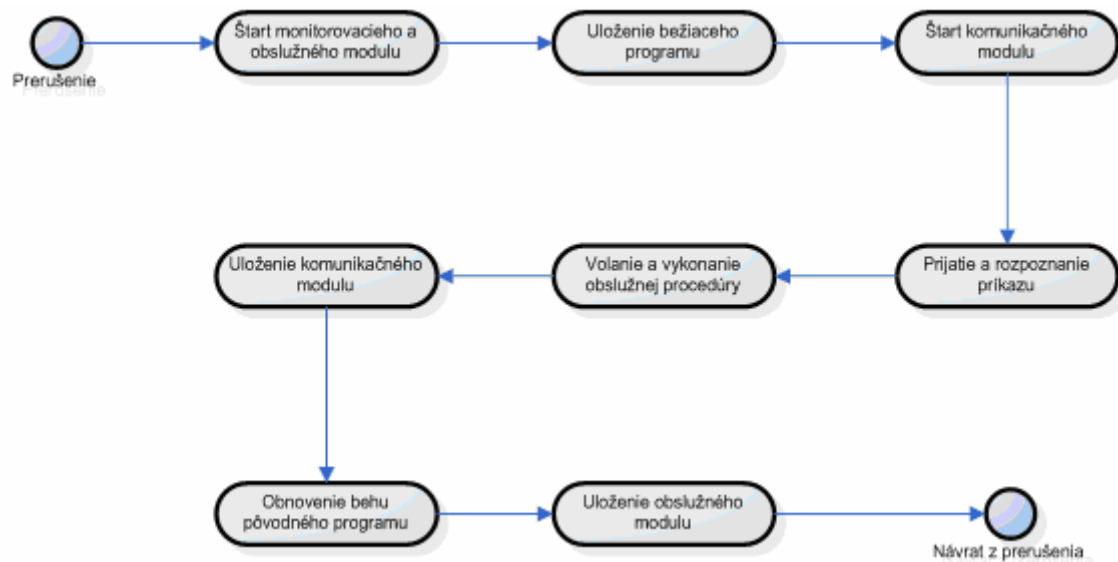 Prerušenie
Štart monitorovacieho a
obslužného modulu
Uloženie bežiaceho
programu
Štart komunikačného
modulu
Prijatie a rozpoznanie
príkazu
Volanie a vykonanie
obslužnej procedúry
Uloženie komunikačného
modulu
Obnovenie behu
pôvodného programu
Uloženie obslužného
modulu
Návrat z prerušenia